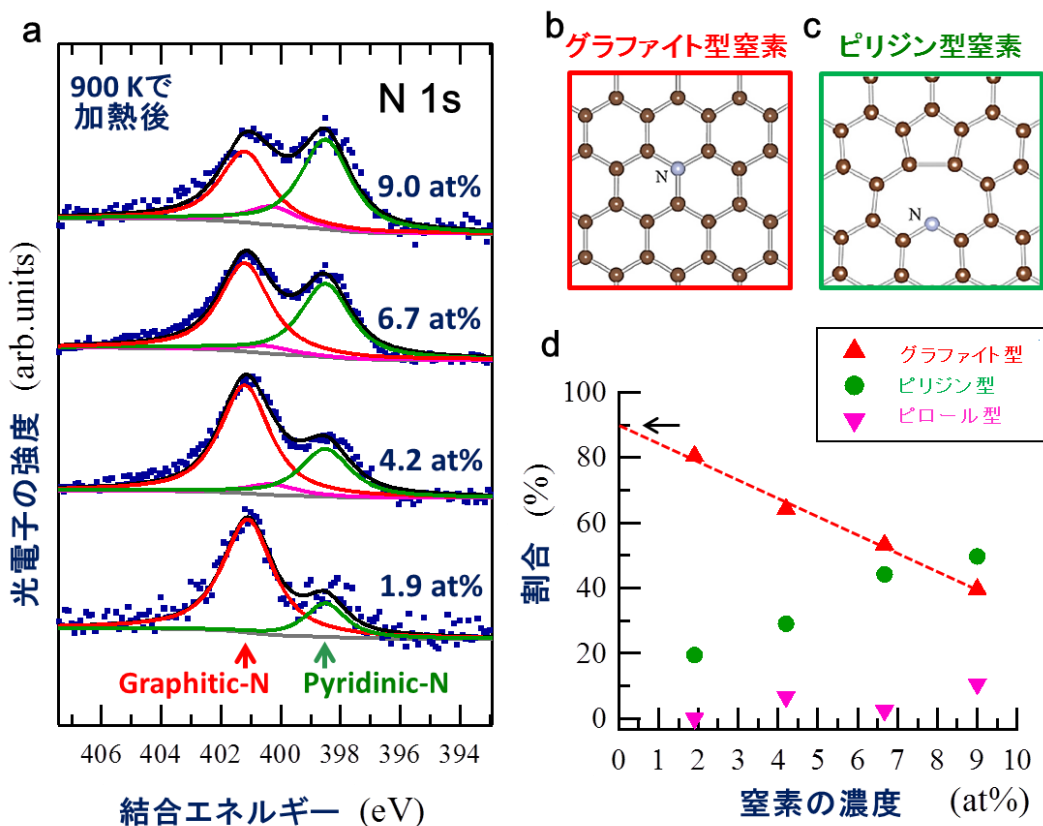 a
900 Kで
加熱後
N 1s
9.0 at%
6.7 at%
4.2 at%
1.9 at%
Graphitic-N
Pyridinic-N
光電子の強度 (arb.units)
406 404 402 400 398 396 394
結合エネルギー (eV)
b
グラファイト型窒素
N
c
ピリジン型窒素
N
d
グラファイト型
ピリジン型
ピロール型
100
80
60
40
20
0
割合 (%)
0 1 2 3 4 5 6 7 8 9 10
窒素の濃度 (at%)